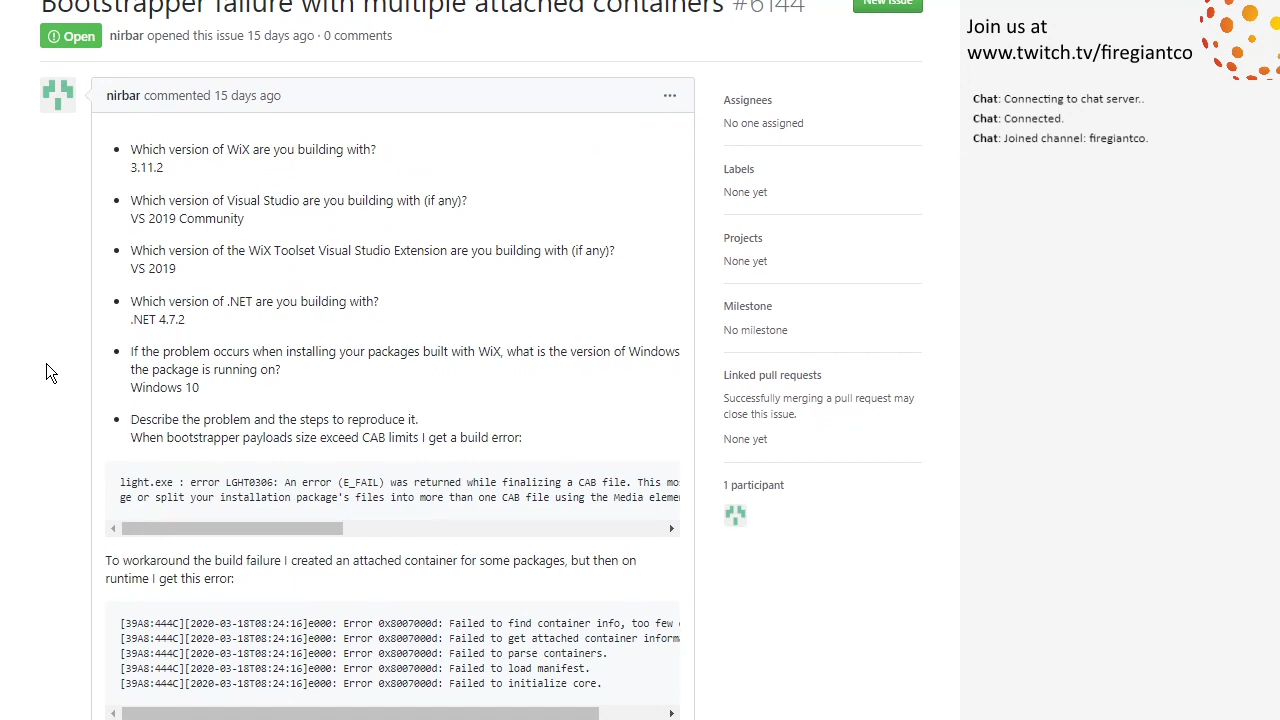 Bootstrapper failure with multiple attached containers #6144
New issue
Open
nirbar opened this issue 15 days ago · 0 comments
nirbar commented 15 days ago
Which version of WiX are you building with?
3.11.2
Which version of Visual Studio are you building with (if any)?
VS 2019 Community
Which version of the WiX Toolset Visual Studio Extension are you building with (if any)?
VS 2019
Which version of .NET are you building with?
.NET 4.7.2
If the problem occurs when installing your packages built with WiX, what is the version of Windows
the package is running on?
Windows 10
Describe the problem and the steps to reproduce it.
When bootstrapper payloads size exceed CAB limits I get a build error:
light.exe : error LGHT0306: An error (E_FAIL) was returned while finalizing a CAB file. This mo
ge or split your installation package's files into more than one CAB file using the Media eleme
To workaround the build failure I created an attached container for some packages, but then on
runtime I get this error:
[39A8:444C][2020-03-18T08:24:16]e000: Error 0x8007000d: Failed to find container info, too few
[39A8:444C][2020-03-18T08:24:16]e000: Error 0x8007000d: Failed to get attached container inform
[39A8:444C][2020-03-18T08:24:16]e000: Error 0x8007000d: Failed to parse containers.
[39A8:444C][2020-03-18T08:24:16]e000: Error 0x8007000d: Failed to load manifest.
[39A8:444C][2020-03-18T08:24:16]e000: Error 0x8007000d: Failed to initialize core.
Assignees
No one assigned
Labels
None yet
Projects
None yet
Milestone
No milestone
Linked pull requests
Successfully merging a pull request may
close this issue.
None yet
1 participant
Join us at
www.twitch.tv/firegiantco
Chat: Connecting to chat server..
Chat: Connected.
Chat: Joined channel: firegiantco.